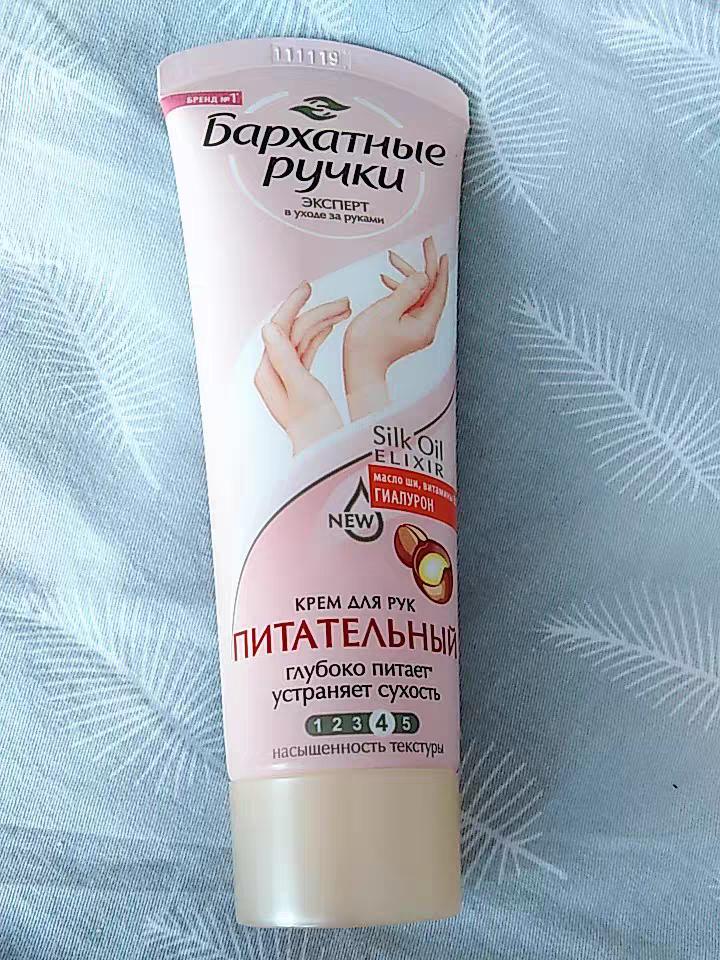 111119
БРЕНД №1*
Бархатные
ручки
ЭКСПЕРТ
в уходе за руками
Silk Oil
ELIXIR
масло ши, витамины
ГИАЛУРОН
NEW
КРЕМ ДЛЯ РУК
ПИТАТЕЛЬНЫЙ
глубоко питает*
устраняет сухость
1 2 3 4 5
насыщенность текстуры